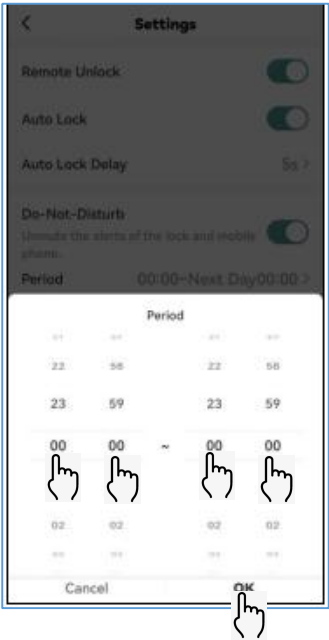 Settings
Remote Unlock
Auto Lock
Auto Lock Delay 5s >
Do-Not-Disturb
Unmute the alerts of the lock and mobile
phone.
Period 00:00~Next Day00:00 >
Period
22 58 22 58
23 59 23 59
00 00 ~ 00 00
02 02 02 02
Cancel OK